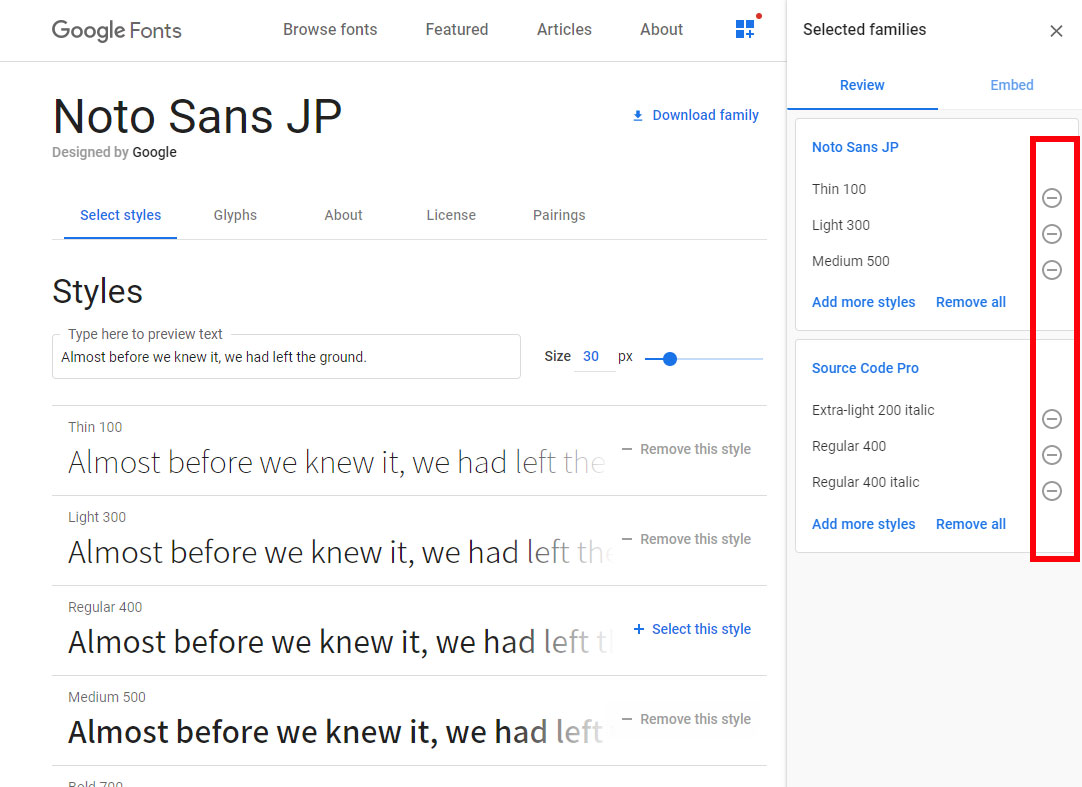 Google Fonts
Browse fonts
Featured
Articles
About
Noto Sans JP
Designed by Google
Download family
Select styles
Glyphs
About
License
Pairings
Styles
Type here to preview text
Almost before we knew it, we had left the ground.
Size 30 px
Thin 100
Almost before we knew it, we had left the
Remove this style
Light 300
Almost before we knew it, we had left the
Remove this style
Regular 400
Almost before we knew it, we had left t
Select this style
Medium 500
Almost before we knew it, we had left
Remove this style
Bold 700
Selected families
Review
Embed
Noto Sans JP
Thin 100
Light 300
Medium 500
Add more styles
Remove all
Source Code Pro
Extra-light 200 italic
Regular 400
Regular 400 italic
Add more styles
Remove all